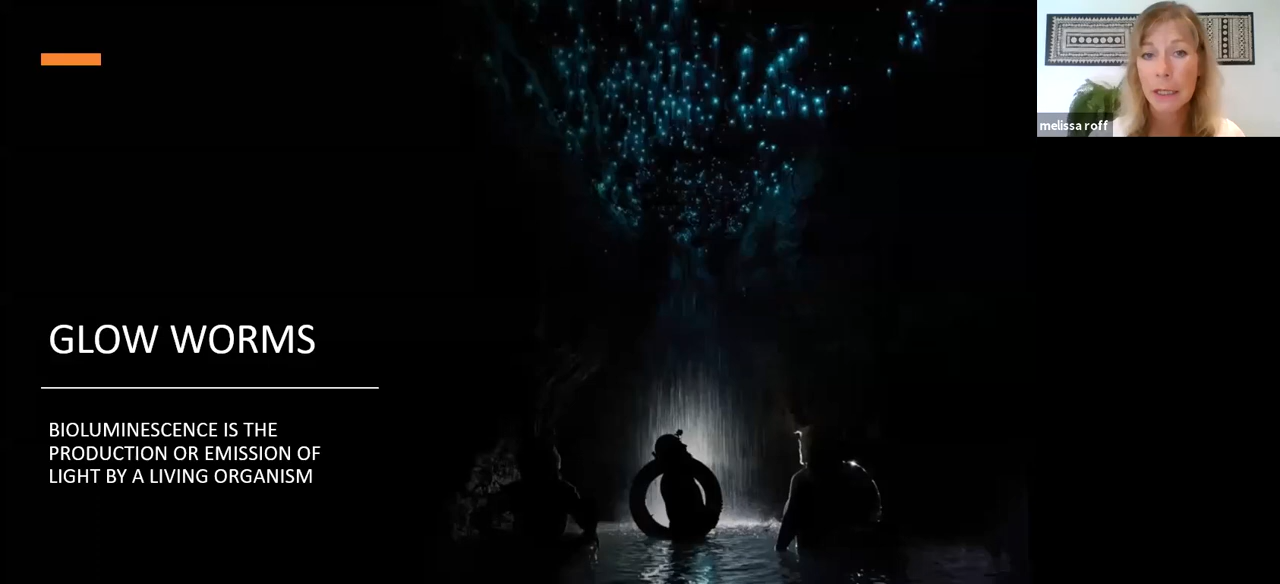 melissa roff
GLOW WORMS
BIOLUMINESCENCE IS THE
PRODUCTION OR EMISSION OF
LIGHT BY A LIVING ORGANISM